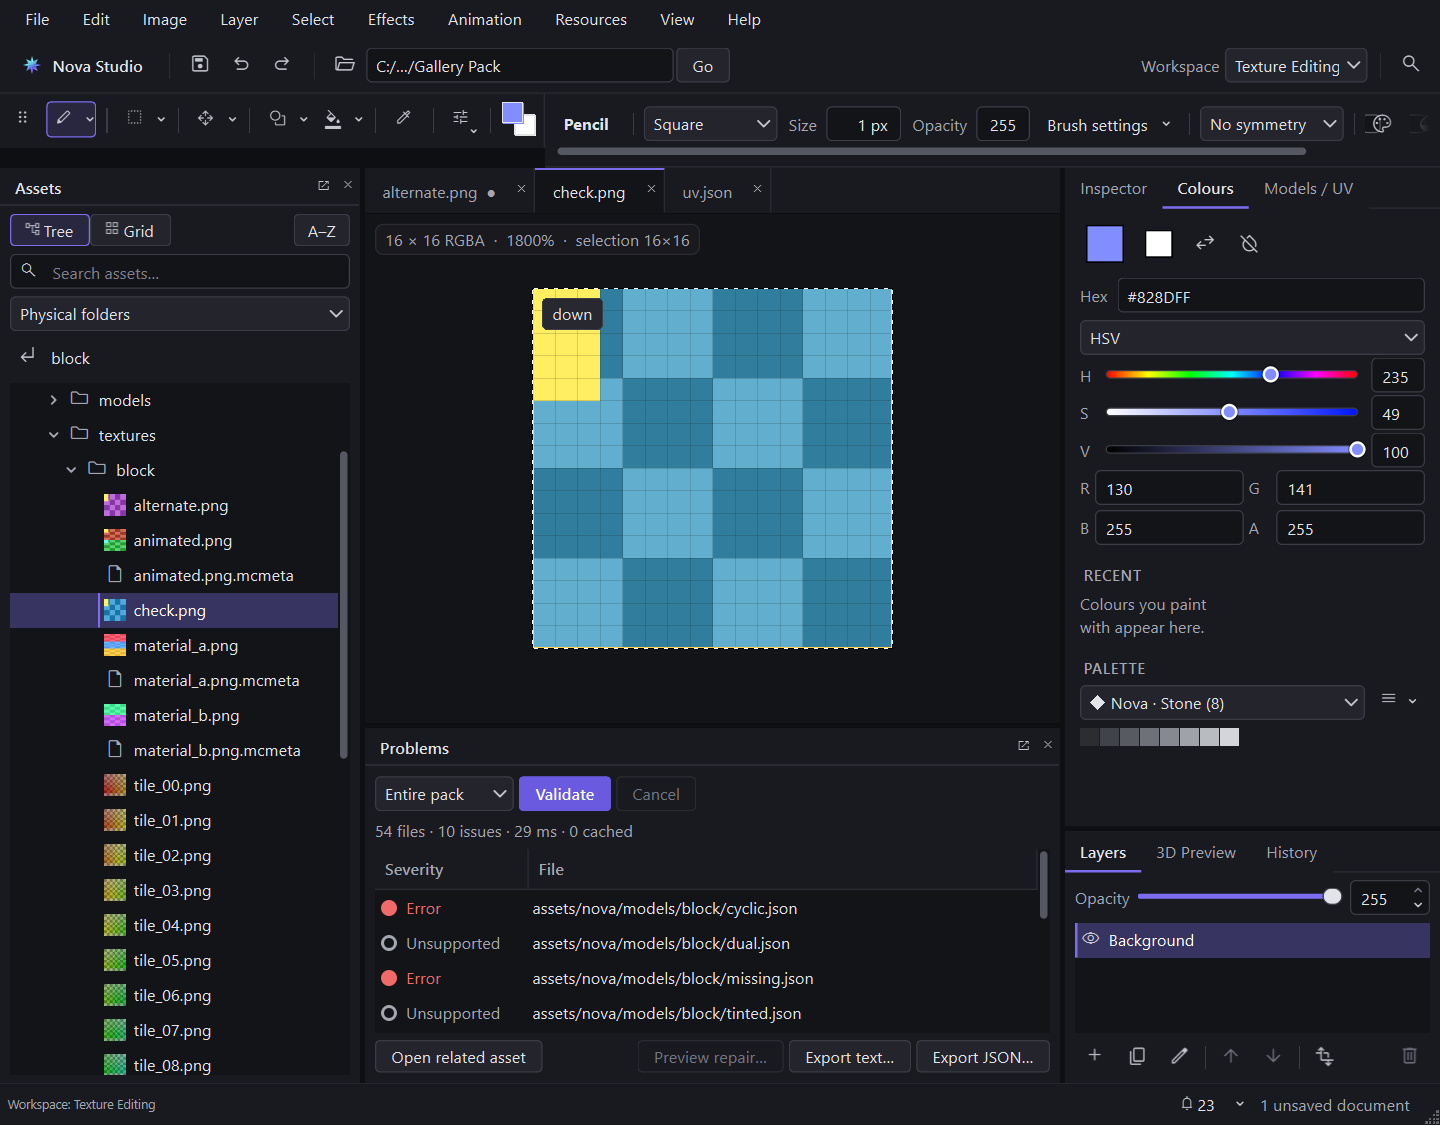 File Edit Image Layer Select Effects Animation Resources View Help
Nova Studio C:/.../Gallery Pack Go Workspace Texture Editing
Pencil Square Size 1 px Opacity 255 Brush settings No symmetry
Assets
Tree Grid A–Z
Search assets...
Physical folders
block
models
textures
block
alternate.png
animated.png
animated.png.mcmeta
check.png
material_a.png
material_a.png.mcmeta
material_b.png
material_b.png.mcmeta
tile_00.png
tile_01.png
tile_02.png
tile_03.png
tile_04.png
tile_05.png
tile_06.png
tile_07.png
tile_08.png
alternate.png ● check.png uv.json
16 × 16 RGBA · 1800% · selection 16×16
down
Problems
Entire pack Validate Cancel
54 files · 10 issues · 29 ms · 0 cached
Severity File
Error assets/nova/models/block/cyclic.json
Unsupported assets/nova/models/block/dual.json
Error assets/nova/models/block/missing.json
Unsupported assets/nova/models/block/tinted.json
Open related asset Preview repair... Export text... Export JSON...
Inspector Colours Models / UV
Hex #828DFF
HSV
H 235
S 49
V 100
R 130 G 141
B 255 A 255
RECENT
Colours you paint
with appear here.
PALETTE
Nova · Stone (8)
Layers 3D Preview History
Opacity 255
Background
Workspace: Texture Editing 23 1 unsaved document